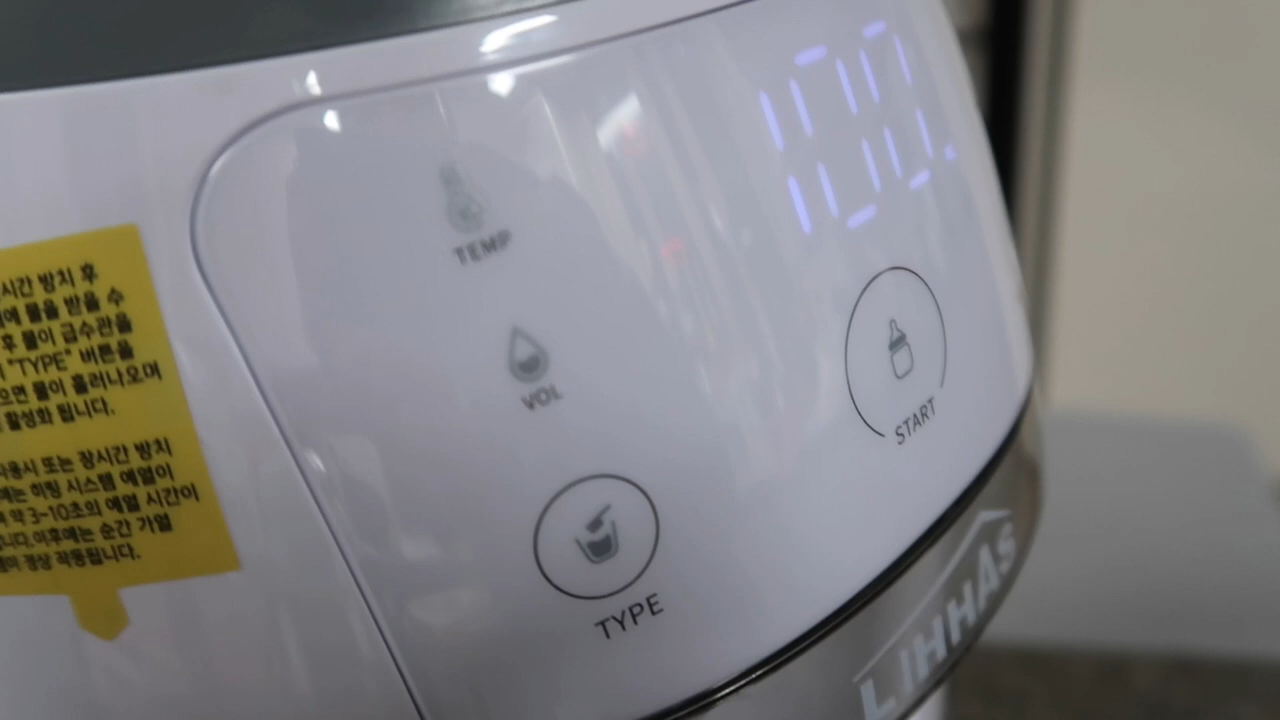 100.
TEMP
VOL
START
TYPE
LIHHAS
시간 방치 후
에 물을 받을 수
후 물이 급수관을
"TYPE" 버튼을
으면 물이 흘러나오며
활성화 됩니다.
사용시 또는 장시간 방치
에는 히팅 시스템 예열이
약 3~10초의 예열 시간이
니다. 이후에는 순간 가열
정상 작동됩니다.